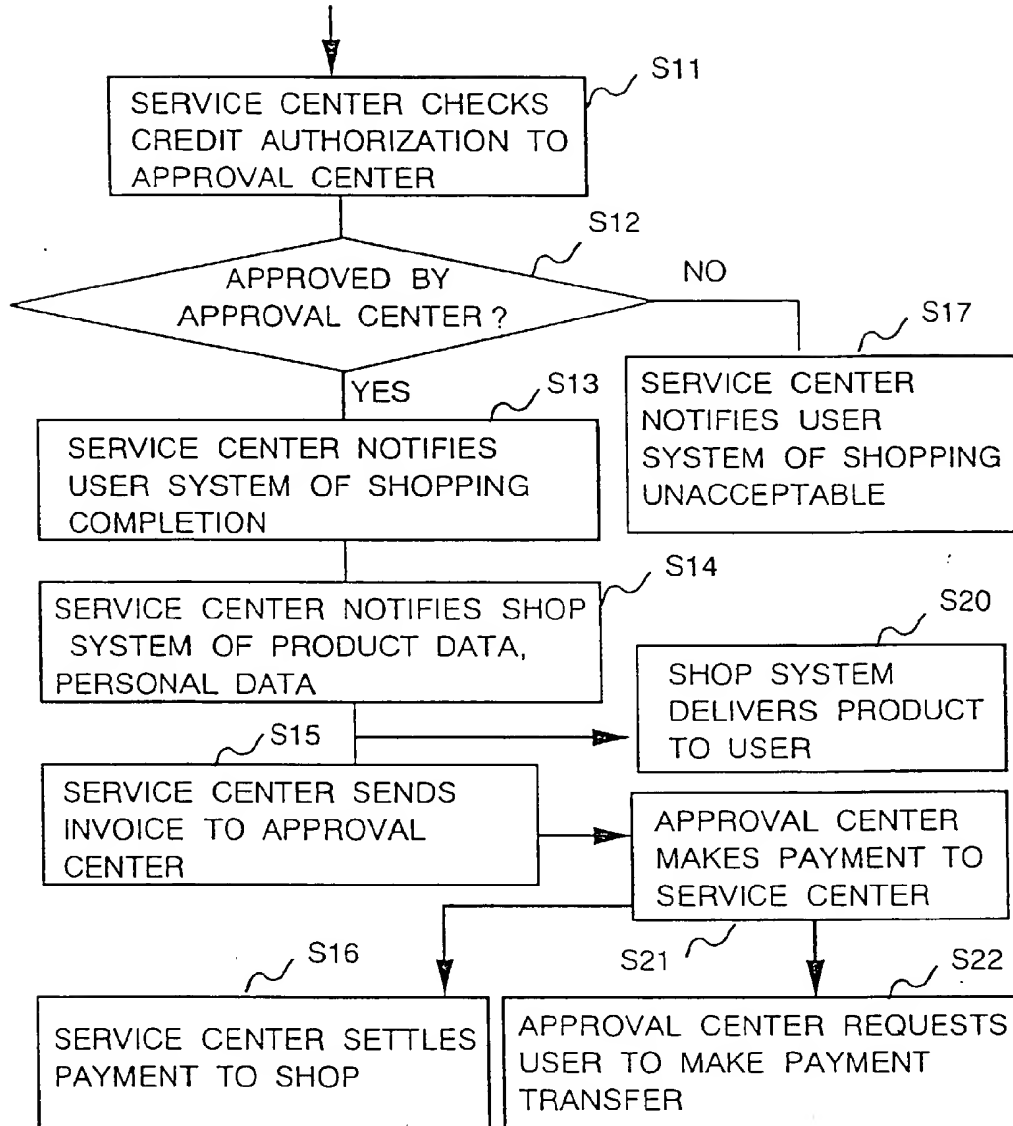 S11
SERVICE CENTER CHECKS
CREDIT AUTHORIZATION TO
APPROVAL CENTER
S12
APPROVED BY
APPROVAL CENTER?
NO
YES
S17
SERVICE CENTER
NOTIFIES USER
SYSTEM OF SHOPPING
UNACCEPTABLE
S13
SERVICE CENTER NOTIFIES
USER SYSTEM OF SHOPPING
COMPLETION
S14
SERVICE CENTER NOTIFIES SHOP
SYSTEM OF PRODUCT DATA,
PERSONAL DATA
S20
SHOP SYSTEM
DELIVERS PRODUCT
TO USER
S15
SERVICE CENTER SENDS
INVOICE TO APPROVAL
CENTER
APPROVAL CENTER
MAKES PAYMENT TO
SERVICE CENTER
S21
S16
SERVICE CENTER SETTLES
PAYMENT TO SHOP
S22
APPROVAL CENTER REQUESTS
USER TO MAKE PAYMENT
TRANSFER